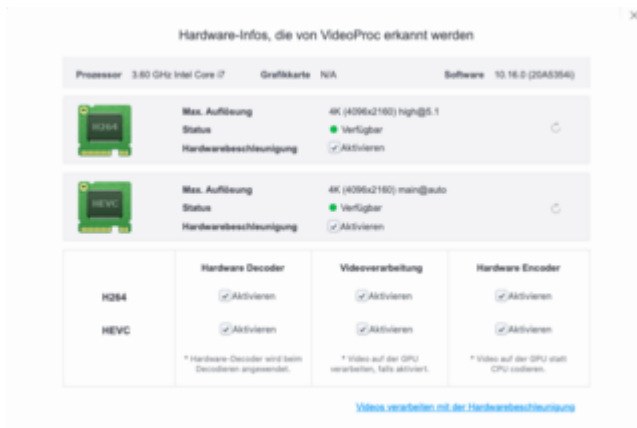 Hardware-Infos, die von VideoProc erkannt werden
Prozessor 3.60 GHz Intel Core i7 Grafikkarte N/A Software 10.16.0 (20A5354i)
H264
Max. Auflösung 4K (4096x2160) high@5.1
Status Verfügbar
Hardwarebeschleunigung Aktivieren
HEVC
Max. Auflösung 4K (4096x2160) main@auto
Status Verfügbar
Hardwarebeschleunigung Aktivieren
Hardware Decoder Videoverarbeitung Hardware Encoder
H264 Aktivieren Aktivieren Aktivieren
HEVC Aktivieren Aktivieren Aktivieren
* Hardware-Decoder wird beim * Video auf der GPU * Video auf der GPU statt
Decodieren angewendet. verarbeiten, falls aktiviert. CPU codieren.
Videos verarbeiten mit der Hardwarebeschleunigung